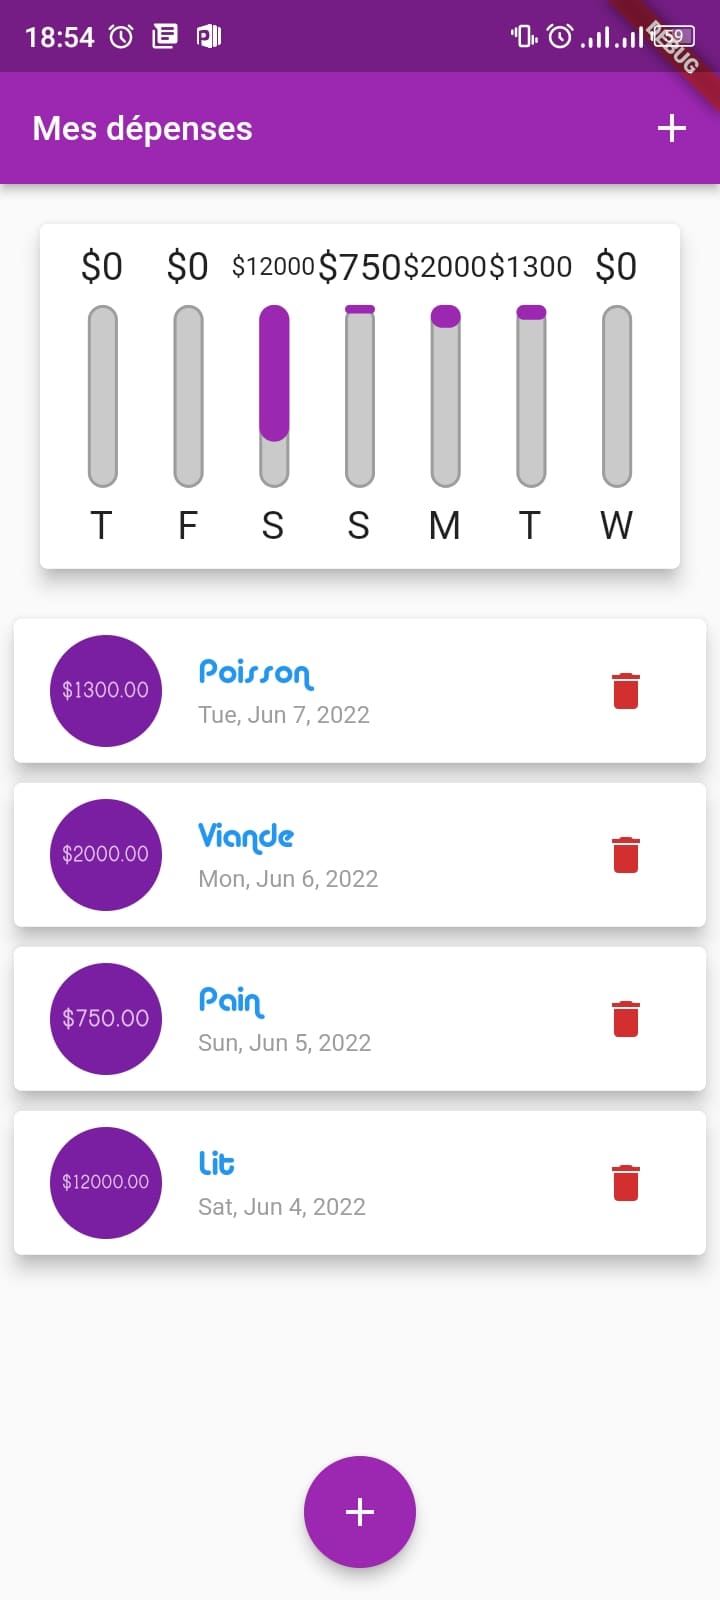 18:54
59
DEBUG
Mes dépenses
$0 $0 $12000 $750 $2000 $1300 $0
T F S S M T W
$1300.00
Poisson
Tue, Jun 7, 2022
$2000.00
Viande
Mon, Jun 6, 2022
$750.00
Pain
Sun, Jun 5, 2022
$12000.00
Lit
Sat, Jun 4, 2022